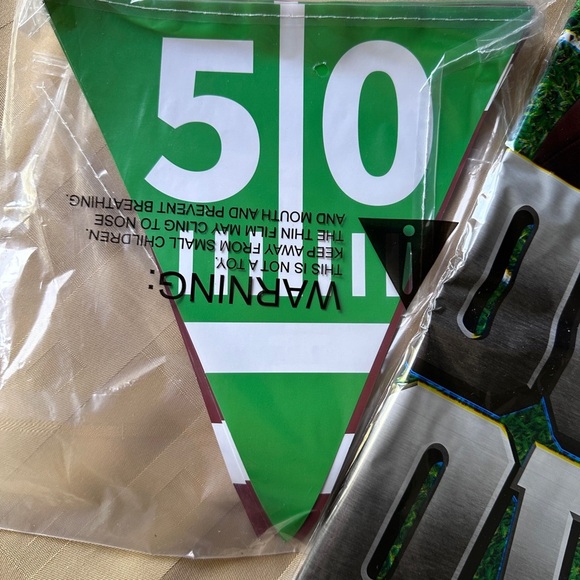 50
WARNING:
THIS IS NOT A TOY.
KEEP AWAY FROM SMALL CHILDREN.
THE THIN FILM MAY CLING TO NOSE
AND MOUTH AND PREVENT BREATHING.
!